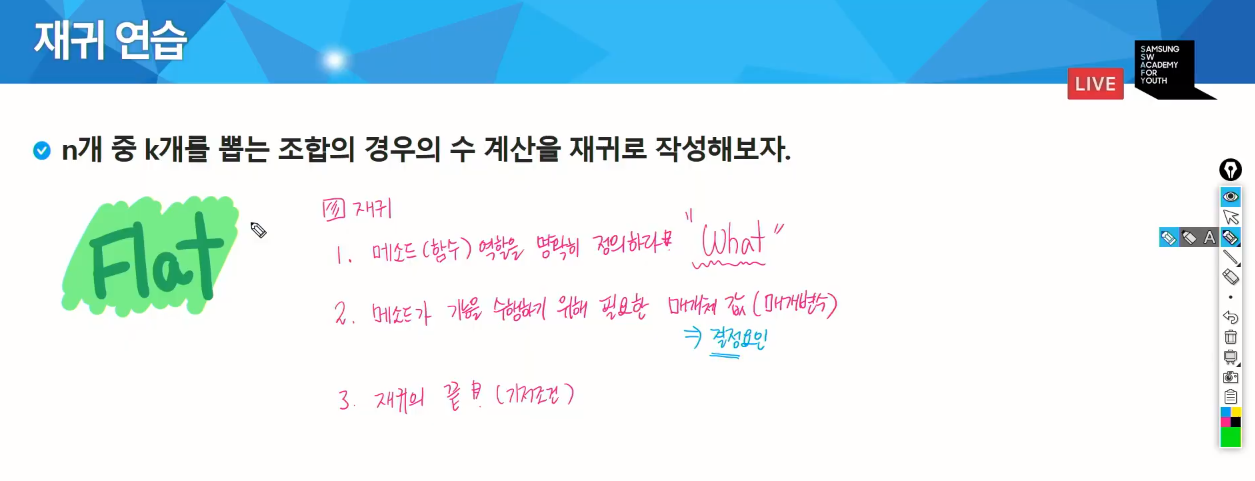 재귀 연습
LIVE
SAMSUNG
SW
ACADEMY
FOR
YOUTH
n개 중 k개를 뽑는 조합의 경우의 수 계산을 재귀로 작성해보자.
Flat
재귀
1. 메소드(함수) 역할을 명확히 정의하라! "What"
2. 메소드가 기능을 수행하기 위해 필요한 매개체 값(매개변수)
⇒ 결정요인
3. 재귀의 끝! (기저조건)
A